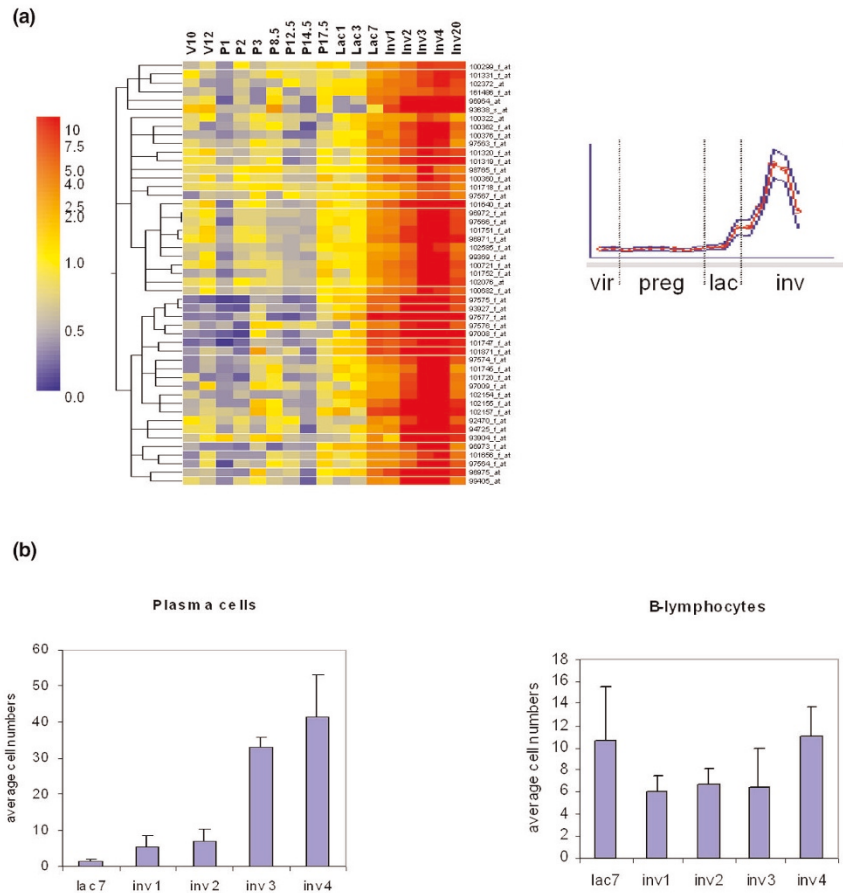 (a)
V10 V12 P1 P2 P3 P8.5 P12.5 P14.5 P17.5 Lac1 Lac3 Lac7 Inv1 Inv2 Inv3 Inv4 Inv20
10
7.5
5.0
2.5
2.0
1.0
0.5
0.0
100299_f_at
101331_f_at
102372_at
161486_f_at
96964_at
93638_s_at
100322_at
100362_f_at
100376_f_at
97563_f_at
101320_f_at
101319_f_at
98765_f_at
100360_f_at
101718_f_at
97567_f_at
101640_f_at
96972_f_at
97566_f_at
101751_f_at
96971_f_at
102585_f_at
99369_f_at
100721_f_at
101752_f_at
102076_at
100682_f_at
97575_f_at
93927_f_at
97577_f_at
97576_f_at
97008_f_at
101747_f_at
101871_f_at
97574_f_at
101746_f_at
101720_f_at
97009_f_at
102154_f_at
102155_f_at
102157_f_at
92470_f_at
94725_f_at
93904_f_at
96973_f_at
101656_f_at
97564_f_at
96975_at
99405_at
vir preg lac inv
(b)
Plasma cells
average cell numbers
60
50
40
30
20
10
0
lac7 inv1 inv2 inv3 inv4
B-lymphocytes
average cell numbers
18
16
14
12
10
8
6
4
2
0
lac7 inv1 inv2 inv3 inv4